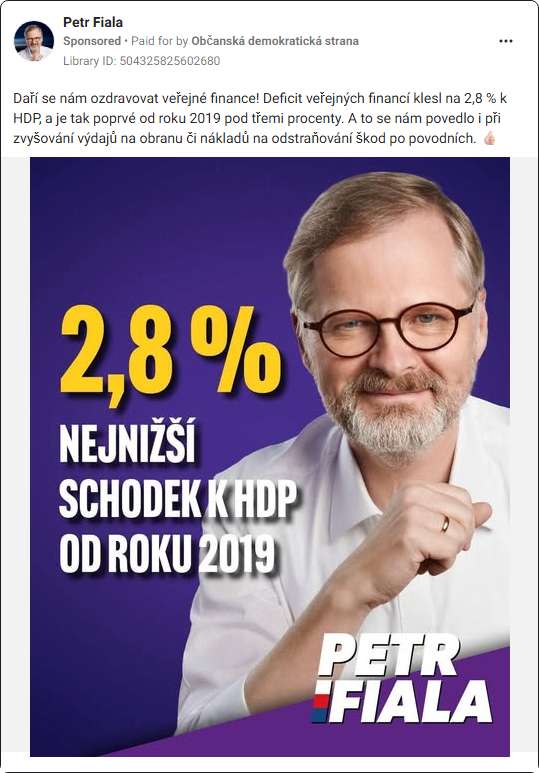 Petr Fiala
Sponsored • Paid for by Občanská demokratická strana
Library ID: 504325825602680
Daří se nám ozdravovat veřejné finance! Deficit veřejných financí klesl na 2,8 % k
HDP, a je tak poprvé od roku 2019 pod třemi procenty. A to se nám povedlo i při
zvyšování výdajů na obranu či nákladů na odstraňování škod po povodních. 👍🏻
2,8 %
NEJNIŽŠÍ
SCHODEK K HDP
OD ROKU 2019
PETR
FIALA